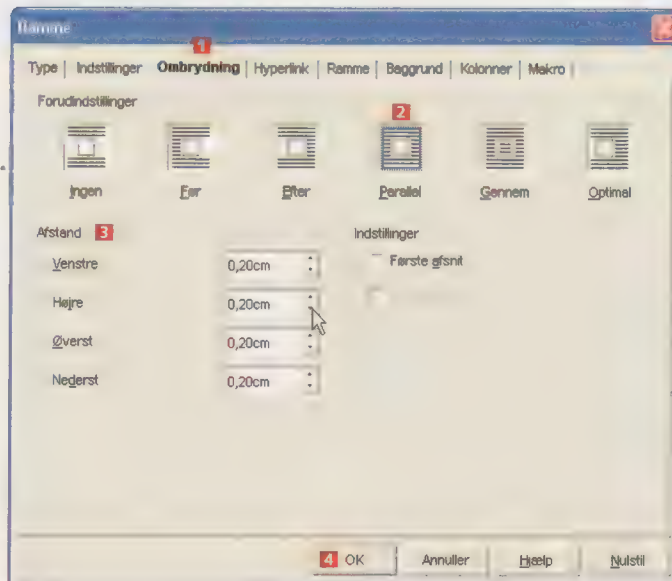 Ramme
1
Type | Indstillinger Ombrydning | Hyperlink | Ramme | Baggrund | Kolonner | Makro |
Forudindstillinger
2
Ingen Før Efter Parallel Gennem Optimal
Afstand 3 Indstillinger
Venstre 0,20cm Første afsnit
Højre 0,20cm
Øverst 0,20cm
Nederst 0,20cm
4 OK Annuller Hjælp Nulstil